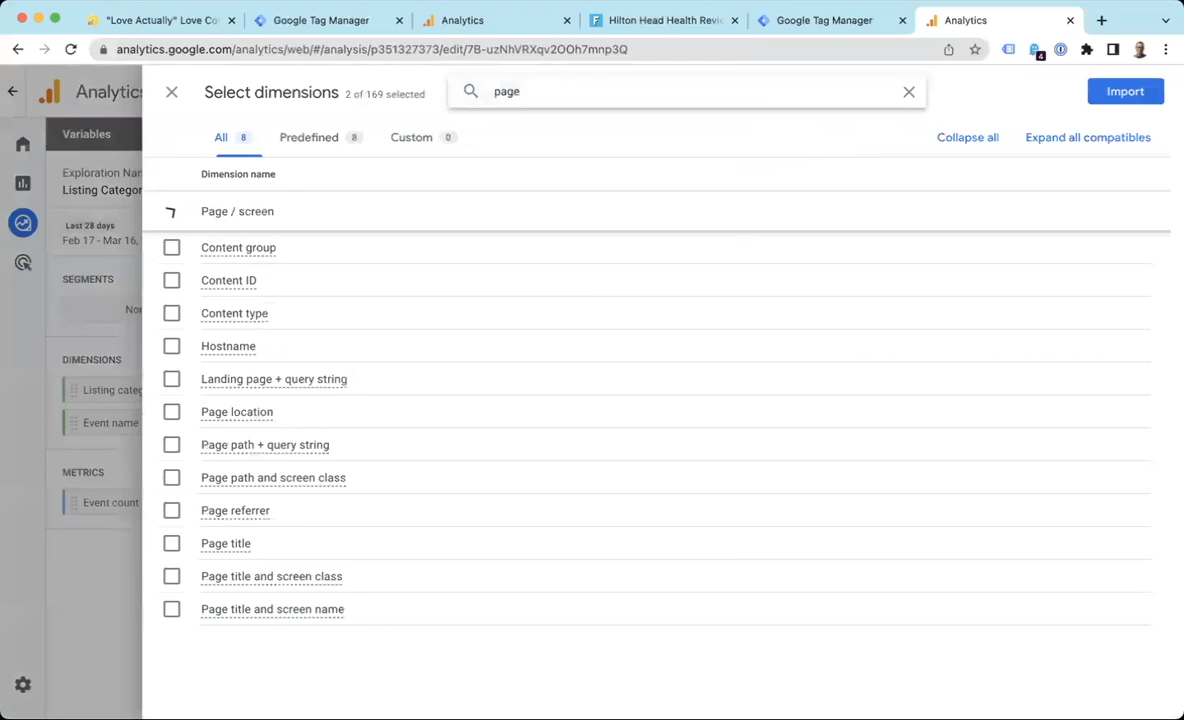 "Love Actually" Love Co
Google Tag Manager
Analytics
Hilton Head Health Revie
Google Tag Manager
Analytics
analytics.google.com/analytics/web/#/analysis/p351327373/edit/7B-uzNhVRXqv2OOh7mnp3Q
4
Analytics
Select dimensions 2 of 169 selected
page
Import
Variables
All 8
Predefined 8
Custom 0
Collapse all
Expand all compatibles
Exploration Nam
Listing Categor
Dimension name
Page / screen
Last 28 days
Feb 17 - Mar 16,
SEGMENTS
Non
DIMENSIONS
Listing categ
Event name
METRICS
Event count
Content group
Content ID
Content type
Hostname
Landing page + query string
Page location
Page path + query string
Page path and screen class
Page referrer
Page title
Page title and screen class
Page title and screen name